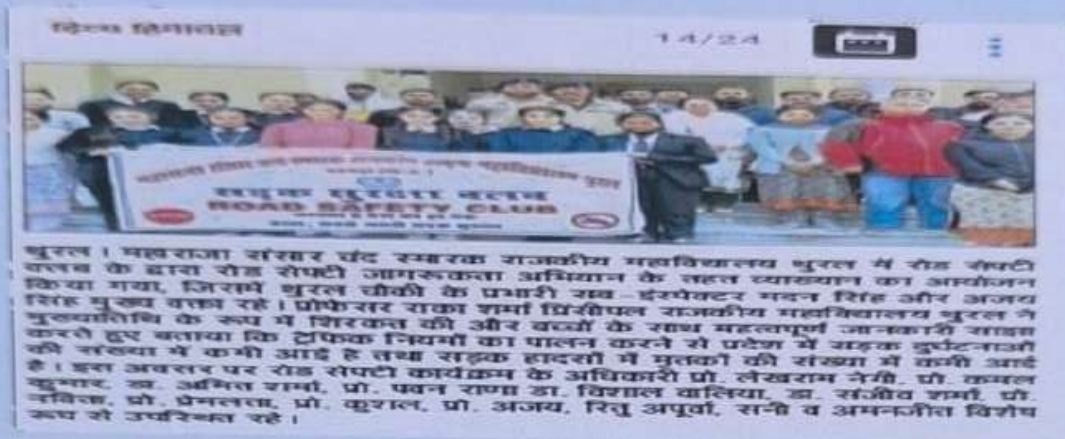 दिव्य हिमाचल
14/24
सड़क सुरक्षा क्लब
ROAD SAFETY CLUB
थुरल। महाराजा संसार चंद स्मारक राजकीय महाविद्यालय थुरल में रोड सेफ्टी
क्लब के द्वारा रोड सेफ्टी जागरूकता अभियान के तहत व्याख्यान का आयोजन
किया गया, जिसमें थुरल चौकी के प्रभारी सब-इंस्पेक्टर मदन सिंह और अजय
सिंह मुख्य वक्ता रहे। प्रोफेसर राका शर्मा प्रिंसीपल राजकीय महाविद्यालय थुरल ने
मुख्यातिथि के रूप में शिरकत की और बच्चों के साथ महत्वपूर्ण जानकारी साझा
करते हुए बताया कि ट्रैफिक नियमों का पालन करने से प्रदेश में सड़क दुर्घटनाओं
की संख्या में कमी आई है तथा सड़क हादसों में मृतकों की संख्या में कमी आई
है। इस अवसर पर रोड सेफ्टी कार्यक्रम के अधिकारी प्रो. लेखराम नेगी, प्रो. कमल
कुमार, डा. अमित शर्मा, प्रो. पवन राणा डा. विशाल वालिया, डा. संजीव शर्मा, प्रो.
नविता, प्रो. प्रेमलता, प्रो. कुशल, प्रो. अजय, रितु अपूर्वा, सनी व अमनजीत विशेष
रूप से उपस्थित रहे।